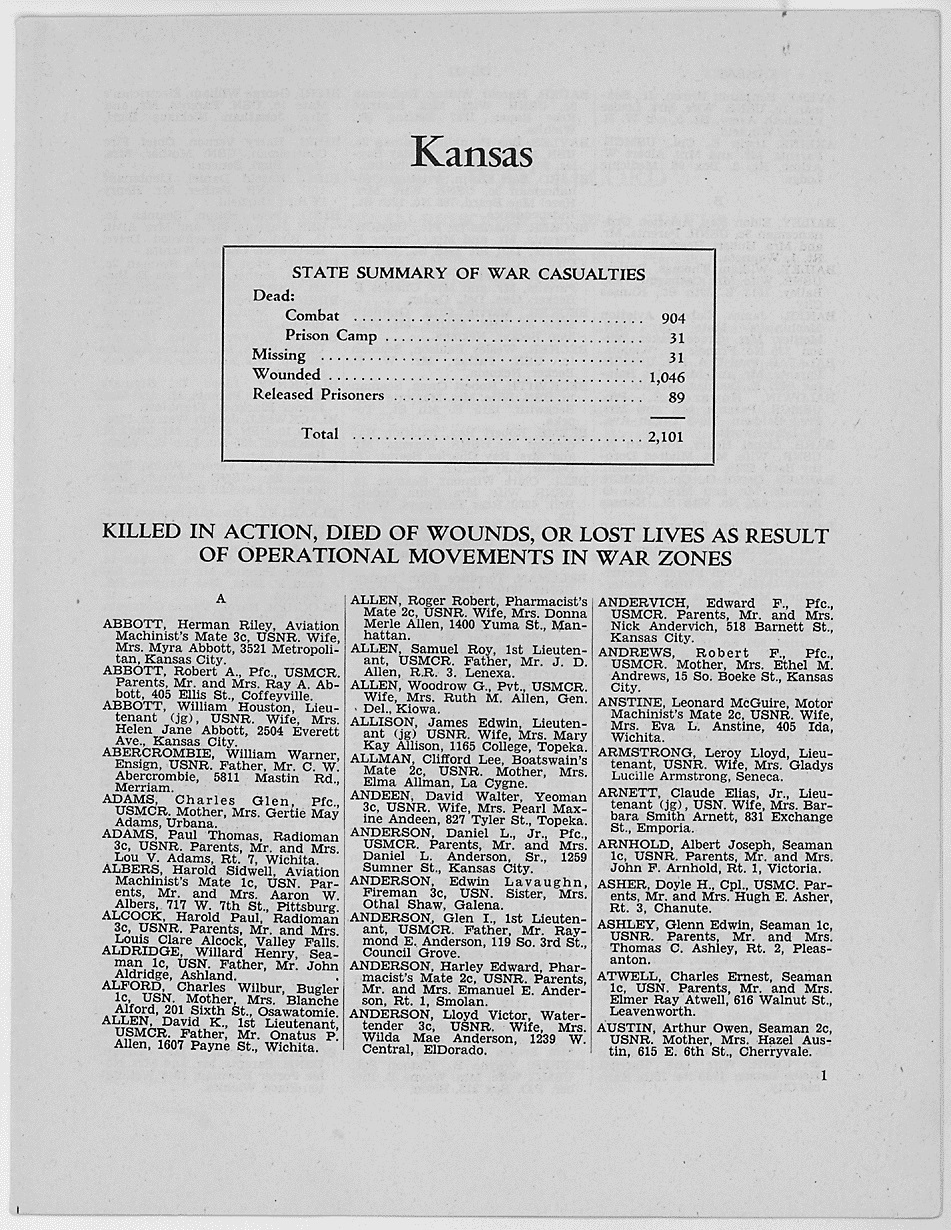 Kansas
STATE SUMMARY OF WAR CASUALTIES
Dead:
Combat ................................ 904
Prison Camp ............................. 31
Missing .................................... 31
Wounded ................................... 1,046
Released Prisoners ............................ 89
Total ................................ 2,101
KILLED IN ACTION, DIED OF WOUNDS, OR LOST LIVES AS RESULT
OF OPERATIONAL MOVEMENTS IN WAR ZONES
A
ABBOTT, Herman Riley, Aviation
Machinist's Mate 3c, USNR. Wife,
Mrs. Myra Abbott, 3521 Metropoli-
tan, Kansas City.
ABBOTT, Robert A., Pfc., USMCR.
Parents, Mr. and Mrs. Ray A. Ab-
bott, 405 Ellis St., Coffeyville.
ABBOTT, William Houston, Lieu-
tenant (jg), USNR. Wife, Mrs.
Helen Jane Abbott, 2504 Everett
Ave., Kansas City.
ABERCROMBIE, William Warner,
Ensign, USNR. Father, Mr. C. W.
Abercrombie, 5811 Mastin Rd.,
Merriam.
ADAMS, Charles Glen, Pfc.,
USMCR. Mother, Mrs. Gertie May
Adams, Urbana.
ADAMS, Paul Thomas, Radioman
3c, USNR. Parents, Mr. and Mrs.
Lou V. Adams, Rt. 7, Wichita.
ALBERS, Harold Sidwell, Aviation
Machinist's Mate 1c, USN. Par-
ents, Mr. and Mrs. Aaron W.
Albers, 717 W. 7th St., Pittsburg.
ALCOCK, Harold Paul, Radioman
3c, USNR. Parents, Mr. and Mrs.
Louis Clare Alcock, Valley Falls.
ALDRIDGE, Willard Henry, Sea-
man 1c, USN. Father, Mr. John
Aldridge, Ashland.
ALFORD, Charles Wilbur, Bugler
1c, USN. Mother, Mrs. Blanche
Alford, 201 Sixth St., Osawatomie.
ALLEN, David K., 1st Lieutenant,
USMCR. Father, Mr. Onatus P.
Allen, 1607 Payne St., Wichita.
ALLEN, Roger Robert, Pharmacist's
Mate 2c, USNR. Wife, Mrs. Donna
Merle Allen, 1400 Yuma St., Man-
hattan.
ALLEN, Samuel Roy, 1st Lieuten-
ant, USMCR. Father, Mr. J. D.
Allen, R.R. 3. Lenexa.
ALLEN, Woodrow G., Pvt., USMCR.
Wife, Mrs. Ruth M. Allen, Gen.
Del., Kiowa.
ALLISON, James Edwin, Lieuten-
ant (jg) USNR. Wife, Mrs. Mary
Kay Allison, 1165 College, Topeka.
ALLMAN, Clifford Lee, Boatswain's
Mate 2c, USNR. Mother, Mrs.
Elma Allman, La Cygne.
ANDEEN, David Walter, Yeoman
3c, USNR. Wife, Mrs. Pearl Max-
ine Andeen, 827 Tyler St., Topeka.
ANDERSON, Daniel L., Jr., Pfc.,
USMCR. Parents, Mr. and Mrs.
Daniel L. Anderson, Sr., 1259
Sumner St., Kansas City.
ANDERSON, Edwin Lavaughn,
Fireman 3c, USN. Sister, Mrs.
Othal Shaw, Galena.
ANDERSON, Glen I., 1st Lieuten-
ant, USMCR. Father, Mr. Ray-
mond E. Anderson, 119 So. 3rd St.,
Council Grove.
ANDERSON, Harley Edward, Phar-
macist's Mate 2c, USNR. Parents,
Mr. and Mrs. Emanuel E. Ander-
son, Rt. 1, Smolan.
ANDERSON, Lloyd Victor, Water-
tender 3c, USNR. Wife, Mrs.
Wilda Mae Anderson, 1239 W.
Central, ElDorado.
ANDERVICH, Edward F., Pfc.,
USMCR. Parents, Mr. and Mrs.
Nick Andervich, 518 Barnett St.,
Kansas City.
ANDREWS, Robert F., Pfc.,
USMCR. Mother, Mrs. Ethel M.
Andrews, 15 So. Boeke St., Kansas
City.
ANSTINE, Leonard McGuire, Motor
Machinist's Mate 2c, USNR. Wife,
Mrs. Eva L. Anstine, 405 Ida,
Wichita.
ARMSTRONG, Leroy Lloyd, Lieu-
tenant, USNR. Wife, Mrs. Gladys
Lucille Armstrong, Seneca.
ARNETT, Claude Elias, Jr., Lieu-
tenant (jg), USN. Wife, Mrs. Bar-
bara Smith Arnett, 831 Exchange
St., Emporia.
ARNHOLD, Albert Joseph, Seaman
1c, USNR. Parents, Mr. and Mrs.
John F. Arnhold, Rt. 1, Victoria.
ASHER, Doyle H., Cpl., USMC. Par-
ents, Mr. and Mrs. Hugh E. Asher,
Rt. 3, Chanute.
ASHLEY, Glenn Edwin, Seaman 1c,
USNR. Parents, Mr. and Mrs.
Thomas C. Ashley, Rt. 2, Pleas-
anton.
ATWELL, Charles Ernest, Seaman
1c, USN. Parents, Mr. and Mrs.
Elmer Ray Atwell, 616 Walnut St.,
Leavenworth.
AUSTIN, Arthur Owen, Seaman 2c,
USNR. Mother, Mrs. Hazel Aus-
tin, 615 E. 6th St., Cherryvale.
1